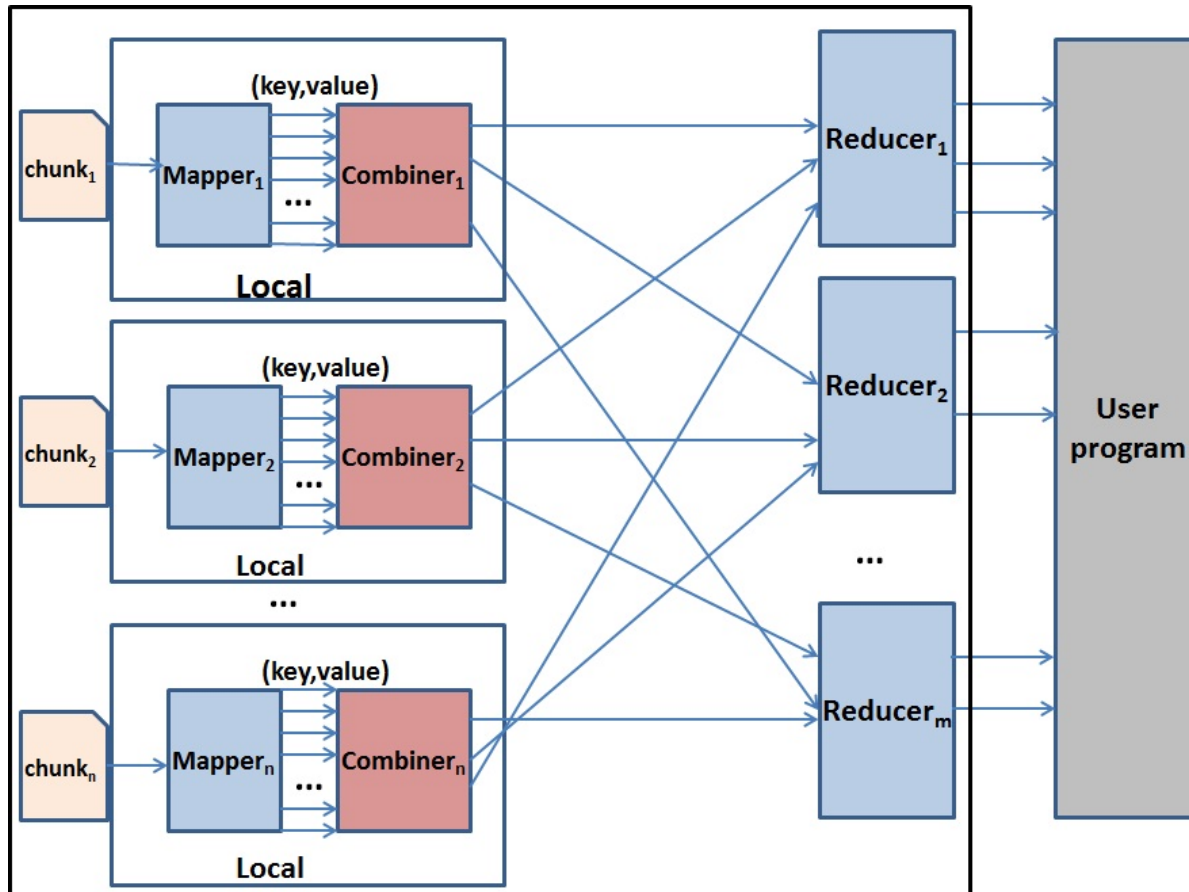 (key,value)
chunk₁
Mapper₁
...
Combiner₁
Local
(key,value)
chunk₂
Mapper₂
...
Combiner₂
Local
...
(key,value)
chunkₙ
Mapperₙ
...
Combinerₙ
Local
Reducer₁
Reducer₂
...
Reducerₘ
User
program